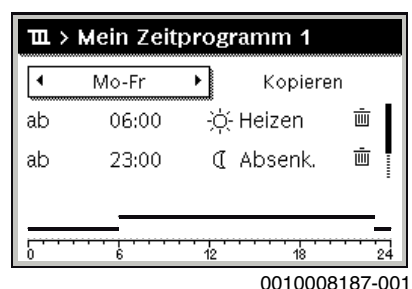 > Mein Zeitprogramm 1
Mo-Fr Kopieren
ab 06:00 Heizen
ab 23:00 Absenk.
0 6 12 18 24
0010008187-001